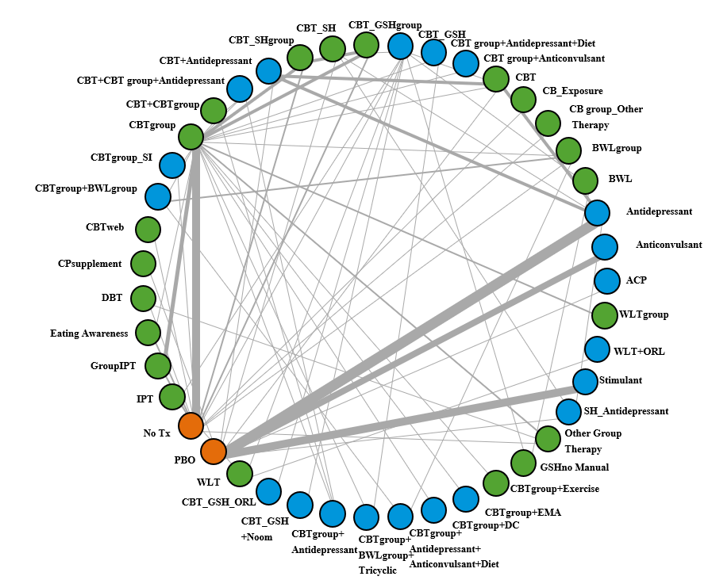 CBT_GSHgroup
CBT_SH
CBT_GSH
CBT_SHgroup
CBT group+Antidepressant+Diet
CBT+Antidepressant
CBT group+Anticonvulsant
CBT+CBT group+Antidepressant
CBT
CB_Exposure
CBT+CBTgroup
CB group_Other
Therapy
CBTgroup
BWLgroup
CBTgroup_SI
BWL
CBTgroup+BWLgroup
Antidepressant
CBTweb
Anticonvulsant
CPsupplement
ACP
DBT
WLTgroup
Eating Awareness
WLT+ORL
GroupIPT
Stimulant
IPT
SH_Antidepressant
No Tx
Other Group
Therapy
PBO
GSHno Manual
WLT
CBTgroup+Exercise
CBT_GSH_ORL
CBTgroup+EMA
CBT_GSH
+Noom
CBTgroup+DC
CBTgroup+
Antidepressant
CBTgroup+
BWLgroup+
Tricyclic
CBTgroup+
Antidepressant+
Anticonvulsant+Diet